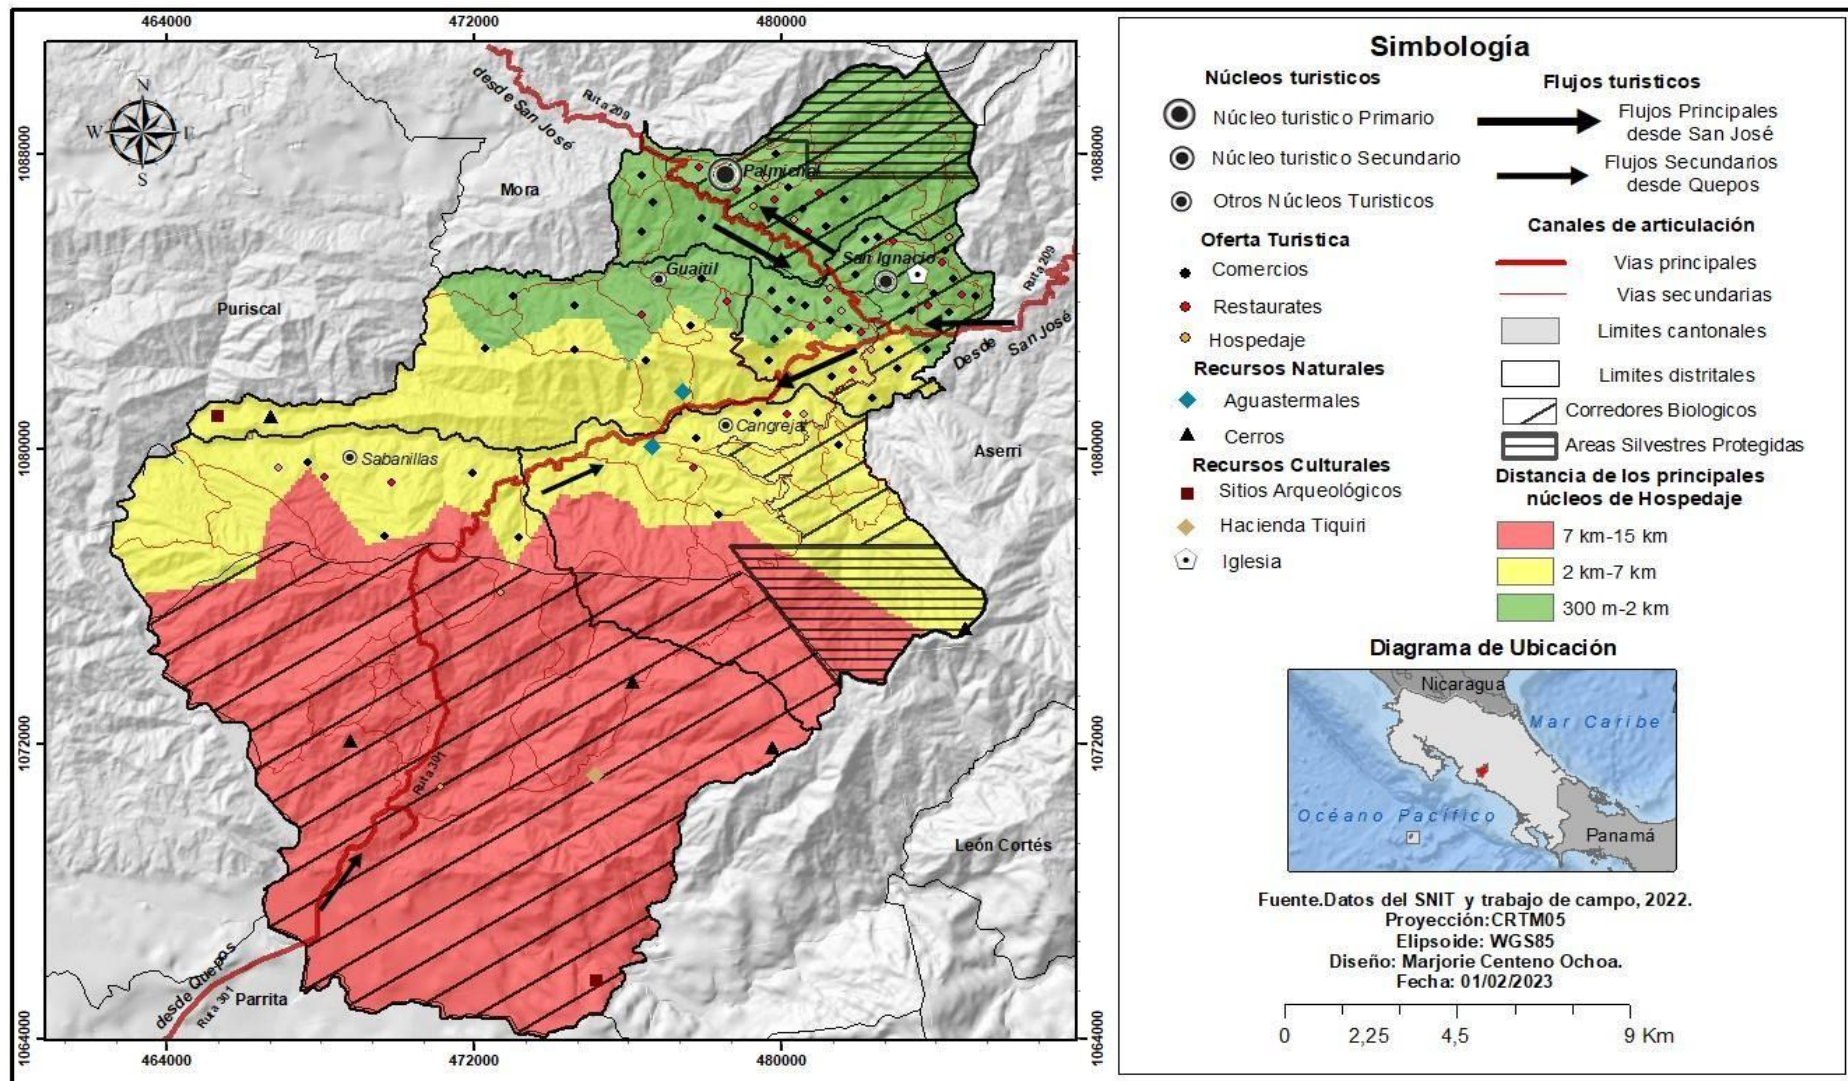 464000
472000
480000
1088000
1080000
1072000
1064000
N
W
E
S
desde San José
Ruta 209
Mora
Palmichal
San Ignacio
Guaitil
Ruta 209
Desde
San José
Puriscal
Cangrejal
Sabanillas
Aserri
Ruta 301
León Cortés
desde Quepos
Ruta 301
Parrita
1088000
1080000
1072000
1064000
464000
472000
480000
Simbología
Núcleos turisticos
Núcleo turistico Primario
Núcleo turistico Secundario
Otros Núcleos Turisticos
Oferta Turistica
Comercios
Restaurates
Hospedaje
Recursos Naturales
Aguastermales
Cerros
Recursos Culturales
Sitios Arqueológicos
Hacienda Tiquiri
Iglesia
Flujos turisticos
Flujos Principales
desde San José
Flujos Secundarios
desde Quepos
Canales de articulación
Vias principales
Vias secundarias
Limites cantonales
Limites distritales
Corredores Biologicos
Areas Silvestres Protegidas
Distancia de los principales
núcleos de Hospedaje
7 km-15 km
2 km-7 km
300 m-2 km
Diagrama de Ubicación
Nicaragua
Mar Caribe
Océano Pacífico
Panamá
Fuente.Datos del SNIT y trabajo de campo, 2022.
Proyección:CRTM05
Elipsoide: WGS85
Diseño: Marjorie Centeno Ochoa.
Fecha: 01/02/2023
0 2,25 4,5 9 Km